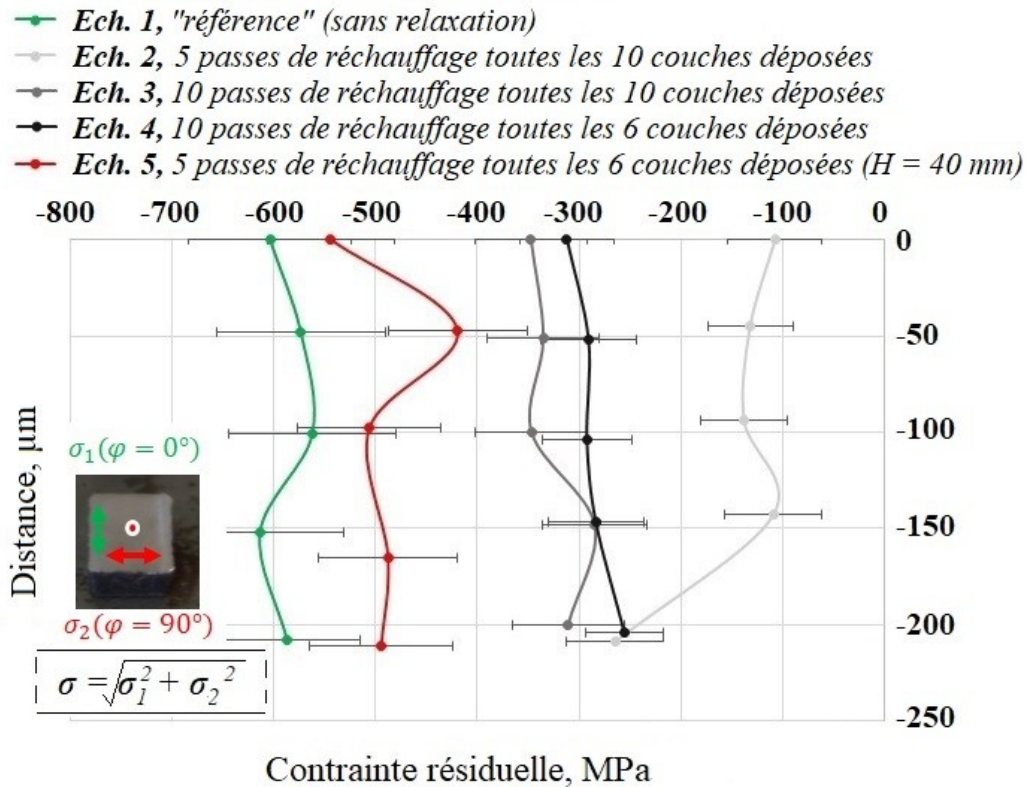 Ech. 1, "référence" (sans relaxation)
Ech. 2, 5 passes de réchauffage toutes les 10 couches déposées
Ech. 3, 10 passes de réchauffage toutes les 10 couches déposées
Ech. 4, 10 passes de réchauffage toutes les 6 couches déposées
Ech. 5, 5 passes de réchauffage toutes les 6 couches déposées (H = 40 mm)
-800 -700 -600 -500 -400 -300 -200 -100 0
0
-50
-100
-150
-200
-250
Distance, µm
σ₁(φ = 0°)
σ₂(φ = 90°)
σ = √σ₁² + σ₂²
Contrainte résiduelle, MPa